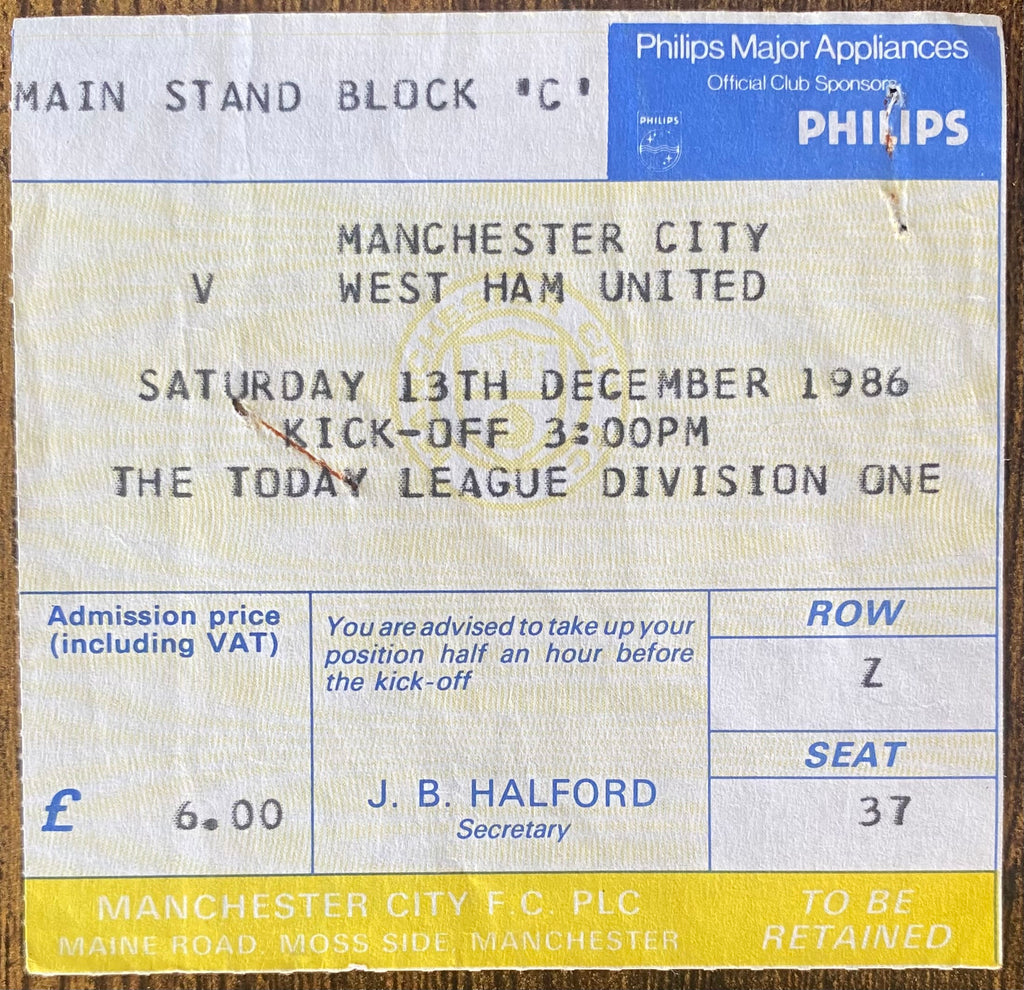 MAIN STAND BLOCK "C"
Philips Major Appliances
Official Club Sponsors
PHILIPS
PHILIPS
MANCHESTER CITY
V WEST HAM UNITED
SATURDAY 13TH DECEMBER 1986
KICK-OFF 3:00PM
THE TODAY LEAGUE DIVISION ONE
Admission price
(including VAT)
£ 6.00
You are advised to take up your
position half an hour before
the kick-off
J. B. HALFORD
Secretary
ROW
Z
SEAT
37
MANCHESTER CITY F.C. PLC
MAINE ROAD, MOSS SIDE, MANCHESTER
TO BE
RETAINED